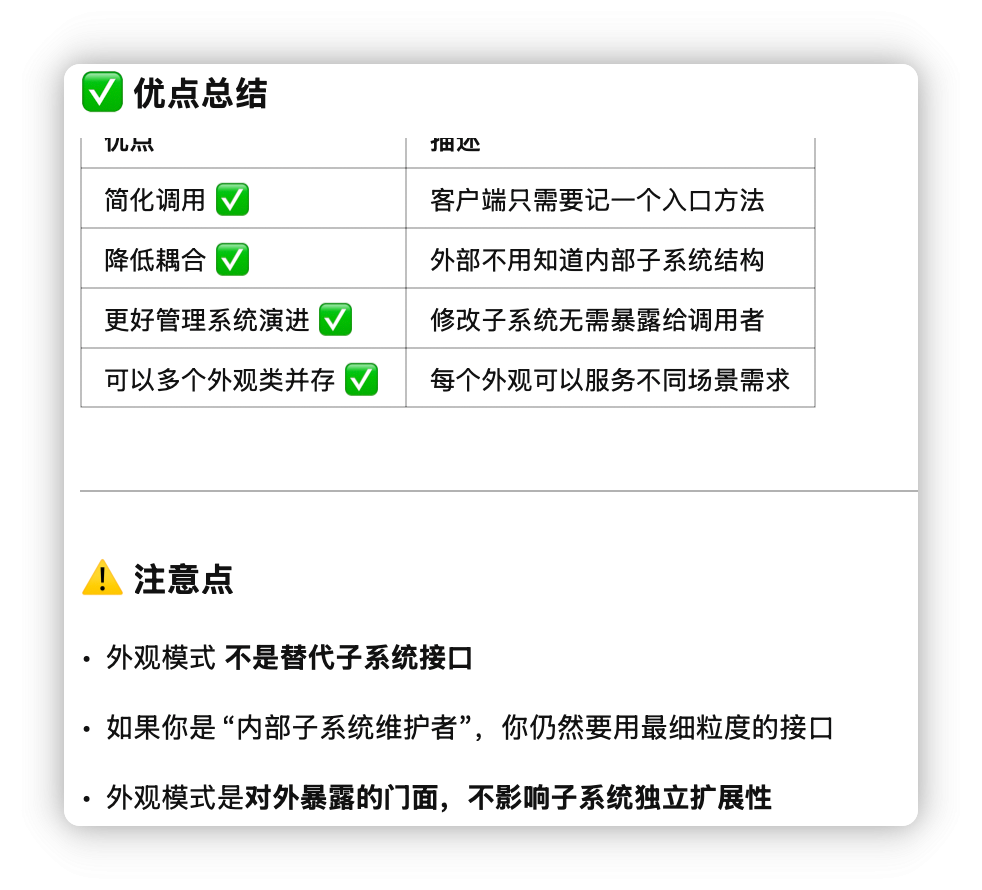 ✅ 优点总结
优点 描述
简化调用 ✅ 客户端只需要记一个入口方法
降低耦合 ✅ 外部不用知道内部子系统结构
更好管理系统演进 ✅ 修改子系统无需暴露给调用者
可以多个外观类并存 ✅ 每个外观可以服务不同场景需求
⚠️ 注意点
• 外观模式 不是替代子系统接口
• 如果你是 “内部子系统维护者”，你仍然要用最细粒度的接口
• 外观模式是对外暴露的门面，不影响子系统独立扩展性